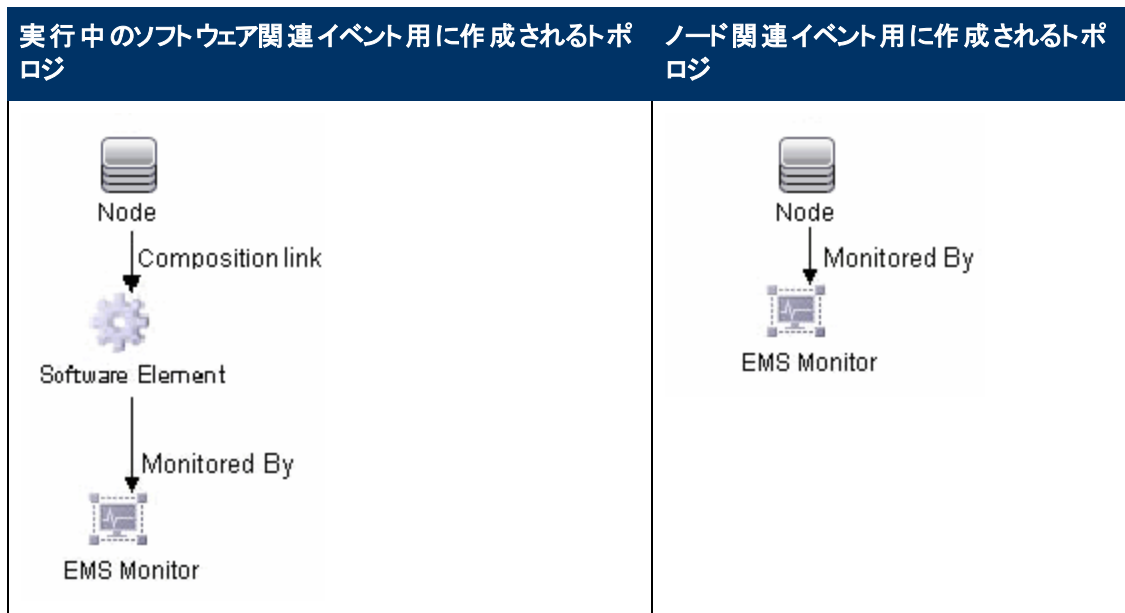 実行中のソフトウェア関連イベント用に作成されるトポ
ロジ
ノード関連イベント用に作成されるトポ
ロジ
Node
Composition link
Software Element
Monitored By
EMS Monitor
Node
Monitored By
EMS Monitor